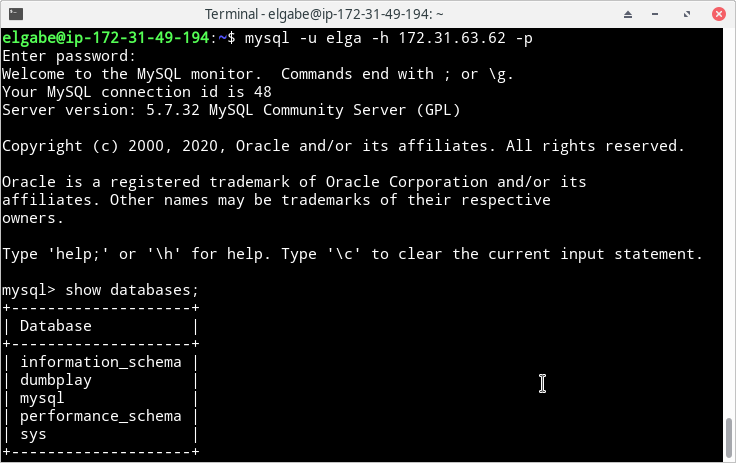 Terminal - elgabe@ip-172-31-49-194: ~
elgabe@ip-172-31-49-194:~$ mysql -u elga -h 172.31.63.62 -p
Enter password:
Welcome to the MySQL monitor.  Commands end with ; or \g.
Your MySQL connection id is 48
Server version: 5.7.32 MySQL Community Server (GPL)

Copyright (c) 2000, 2020, Oracle and/or its affiliates. All rights reserved.

Oracle is a registered trademark of Oracle Corporation and/or its
affiliates. Other names may be trademarks of their respective
owners.

Type 'help;' or '\h' for help. Type '\c' to clear the current input statement.

mysql> show databases;
+--------------------+
| Database           |
+--------------------+
| information_schema |
| dumbplay           |
| mysql              |
| performance_schema |
| sys                |
+--------------------+